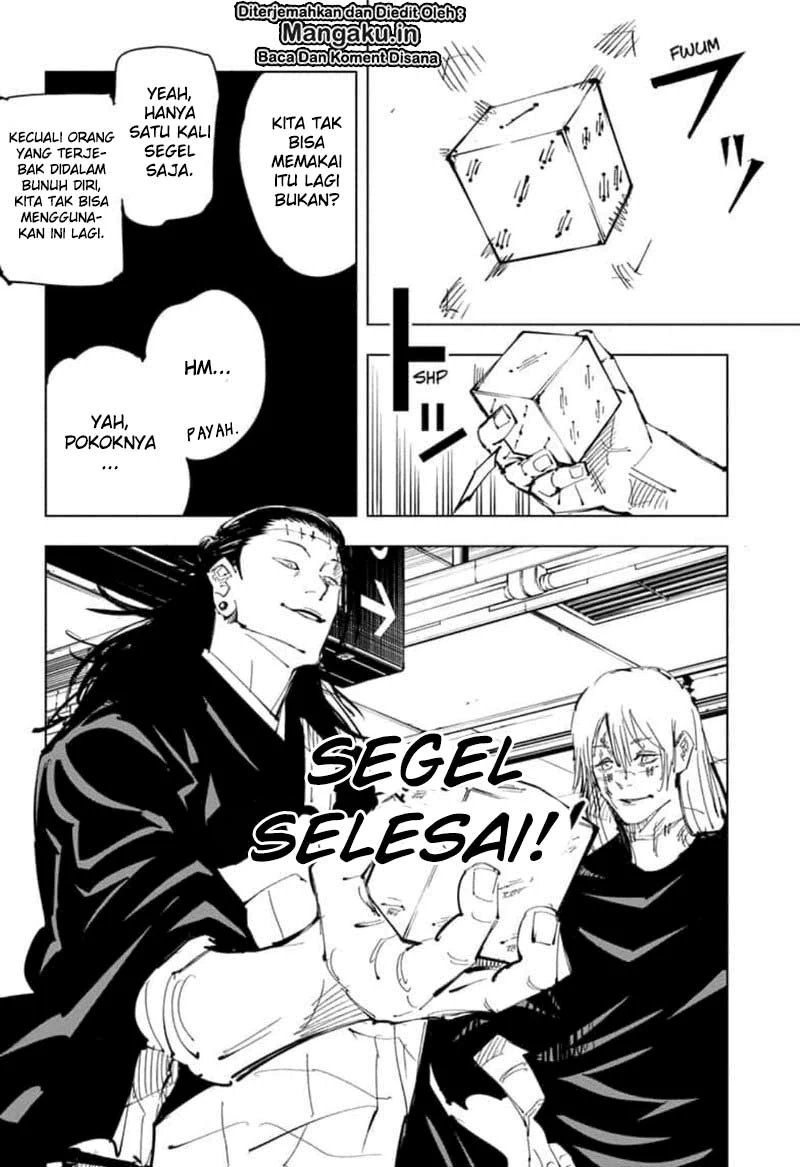 Diterjemahkan dan Diedit Oleh :
Mangaku.in
Baca Dan Koment Disana
FWUM
KITA TAK
BISA
MEMAKAI
ITU LAGI
BUKAN?
YEAH,
HANYA
SATU KALI
SEGEL
SAJA.
KECUALI ORANG
YANG TERJE-
BAK DIDALAM
BUNUH DIRI,
KITA TAK BISA
MENGGUNA-
KAN INI LAGI.
SHP
HM...
PAYAH.
YAH,
POKOKNYA
...
SEGEL
SELESAI!